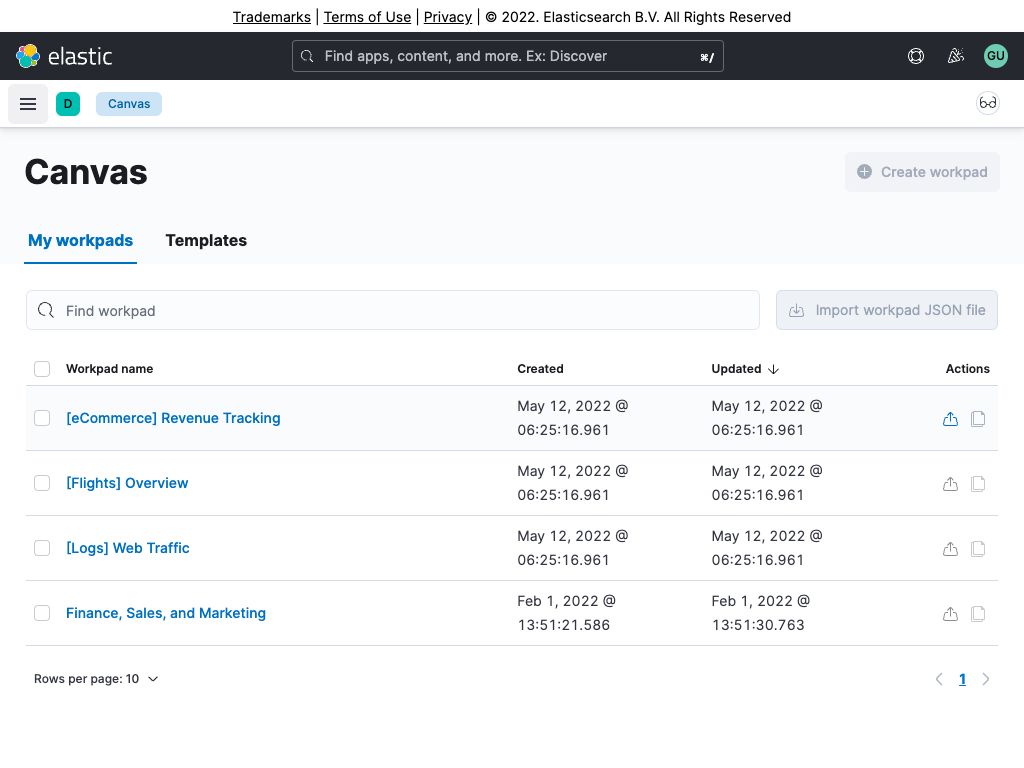 Trademarks | Terms of Use | Privacy | © 2022. Elasticsearch B.V. All Rights Reserved
elastic
Find apps, content, and more. Ex: Discover
⌘/
GU
D
Canvas
Canvas
Create workpad
My workpads
Templates
Find workpad
Import workpad JSON file
Workpad name Created Updated Actions
[eCommerce] Revenue Tracking
May 12, 2022 @
06:25:16.961
May 12, 2022 @
06:25:16.961
[Flights] Overview
May 12, 2022 @
06:25:16.961
May 12, 2022 @
06:25:16.961
[Logs] Web Traffic
May 12, 2022 @
06:25:16.961
May 12, 2022 @
06:25:16.961
Finance, Sales, and Marketing
Feb 1, 2022 @
13:51:21.586
Feb 1, 2022 @
13:51:30.763
Rows per page: 10
1